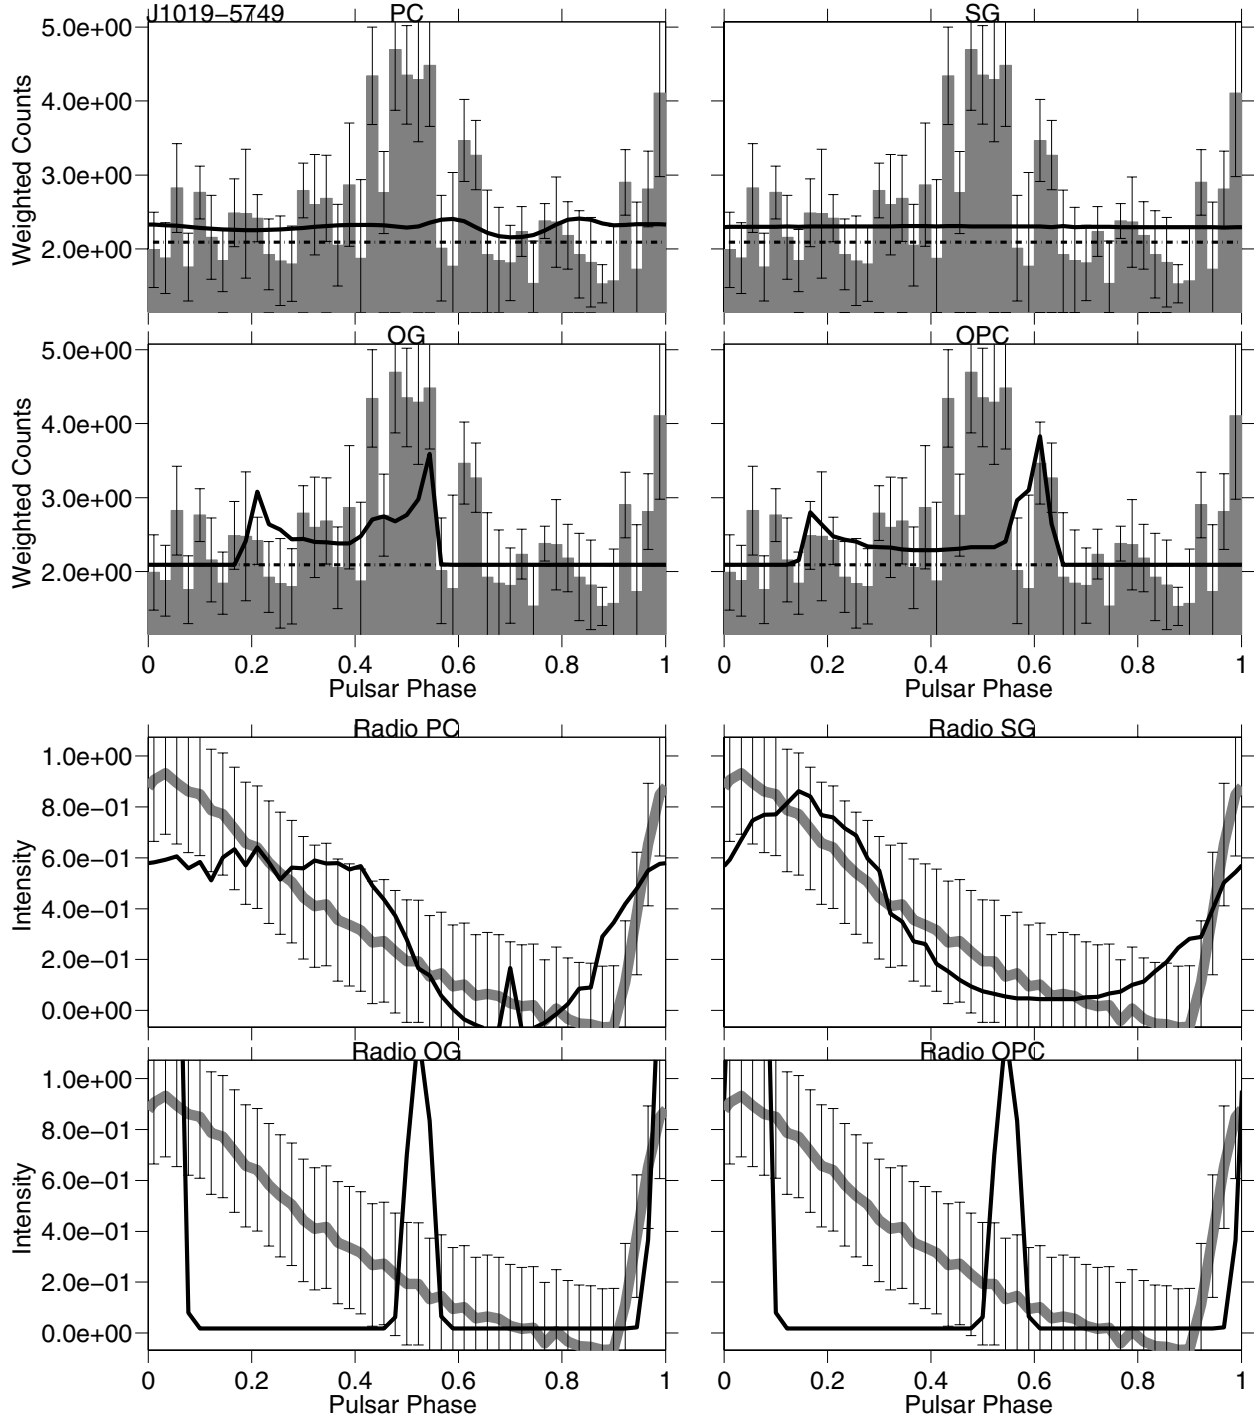 J1019−5749 PC SG
5.0e+00
4.0e+00
3.0e+00
2.0e+00
Weighted Counts
OG OPC
5.0e+00
4.0e+00
3.0e+00
2.0e+00
Weighted Counts
0 0.2 0.4 0.6 0.8 1 0 0.2 0.4 0.6 0.8 1
Pulsar Phase Pulsar Phase
Radio PC Radio SG
1.0e+00
8.0e−01
6.0e−01
4.0e−01
2.0e−01
0.0e+00
Intensity
Radio OG Radio OPC
1.0e+00
8.0e−01
6.0e−01
4.0e−01
2.0e−01
0.0e+00
Intensity
0 0.2 0.4 0.6 0.8 1 0 0.2 0.4 0.6 0.8 1
Pulsar Phase Pulsar Phase